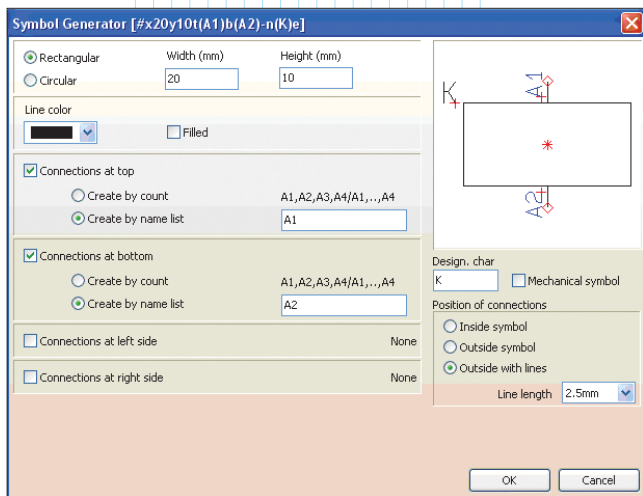 Symbol Generator [#x20y10t(A1)b(A2)-n(K)e]
Rectangular Width (mm) Height (mm)
Circular 20 10
Line color
Filled
Connections at top
Create by count A1,A2,A3,A4/A1,..,A4
Create by name list A1
Connections at bottom
Create by count A1,A2,A3,A4/A1,..,A4
Create by name list A2
Connections at left side None
Connections at right side None
K
A1
A2
Design. char
K Mechanical symbol
Position of connections
Inside symbol
Outside symbol
Outside with lines
Line length 2.5mm
OK Cancel